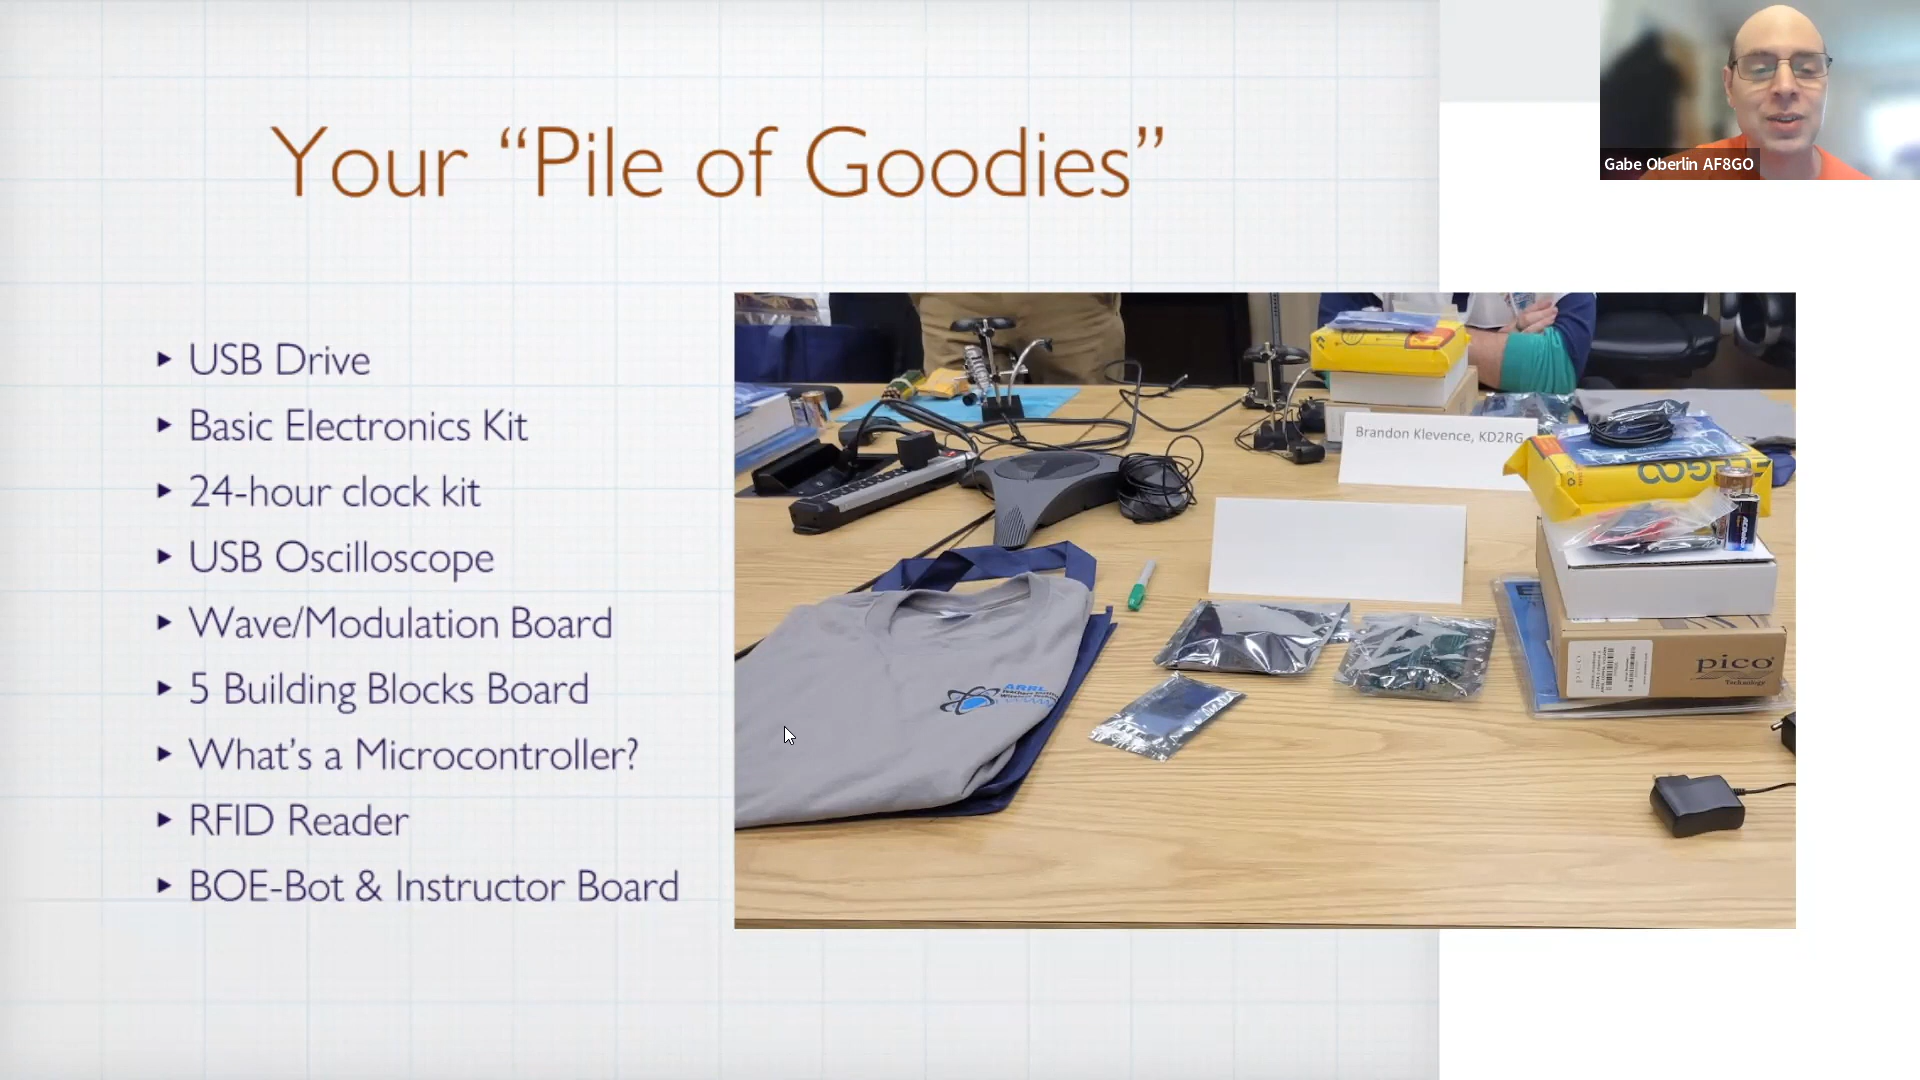 Your “Pile of Goodies”
USB Drive
Basic Electronics Kit
24-hour clock kit
USB Oscilloscope
Wave/Modulation Board
5 Building Blocks Board
What’s a Microcontroller?
RFID Reader
BOE-Bot & Instructor Board
Gabe Oberlin AF8GO
Brandon Klevence, KD2RG
ARRL
pico
Technology